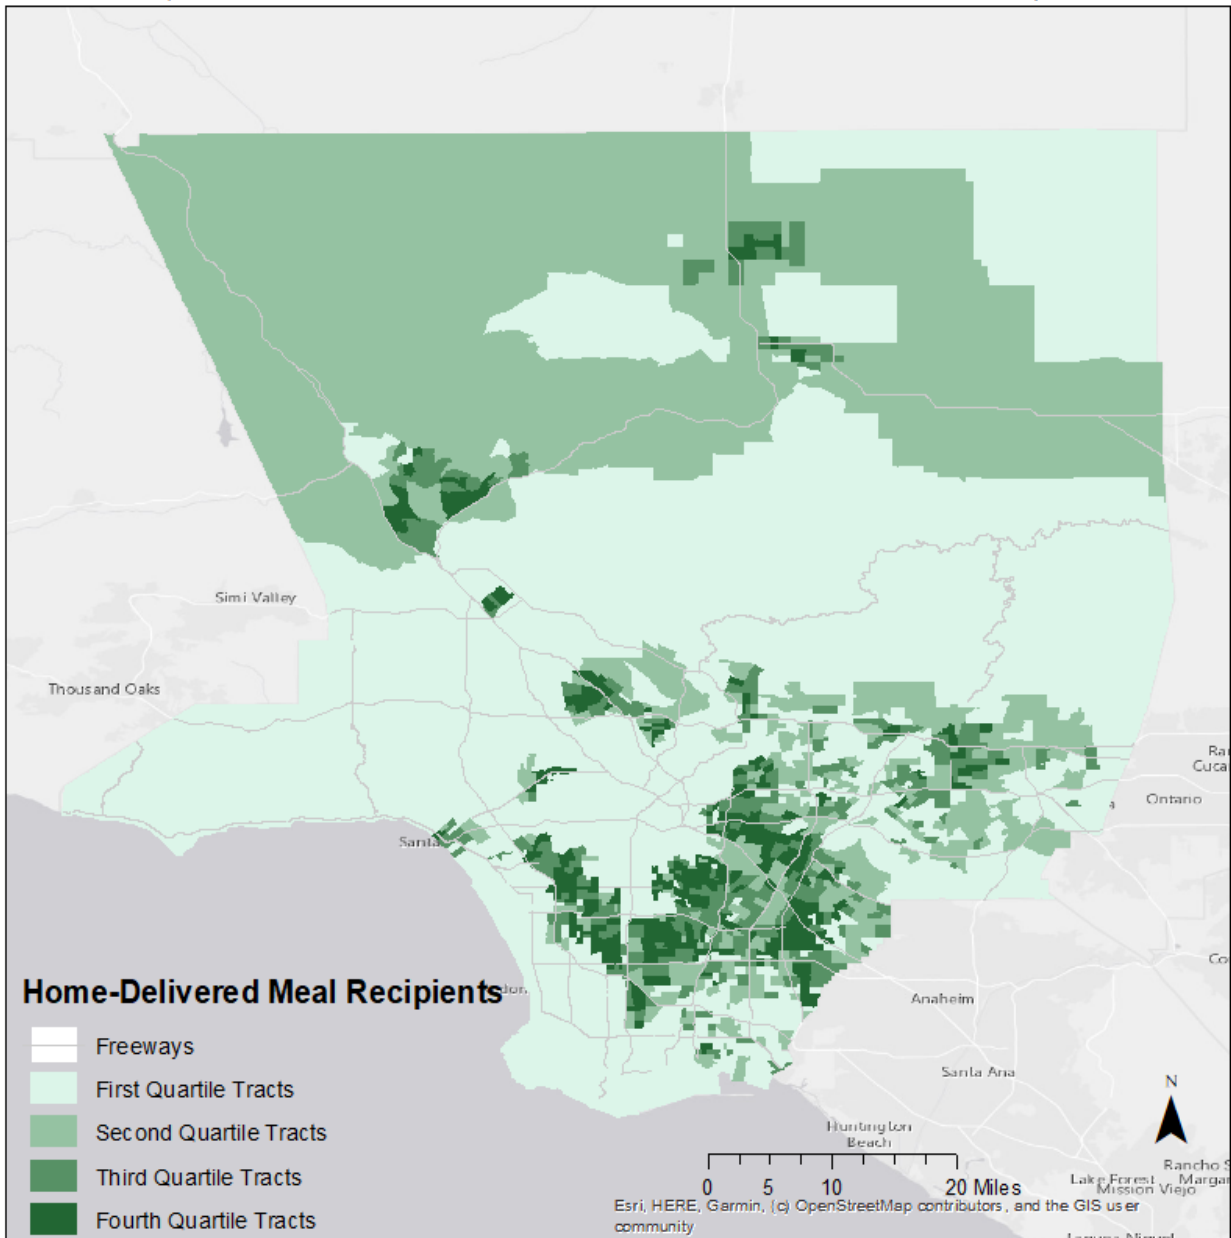 Simi Valley
Thousand Oaks
Ontario
Santa
Home-Delivered Meal Recipients
Freeways
First Quartile Tracts
Second Quartile Tracts
Third Quartile Tracts
Fourth Quartile Tracts
Anaheim
Santa Ana
N
Huntington
Beach
0 5 10 20 Miles
Lake Forest
Mission Viejo
Esri, HERE, Garmin, (c) OpenStreetMap contributors, and the GIS user
community